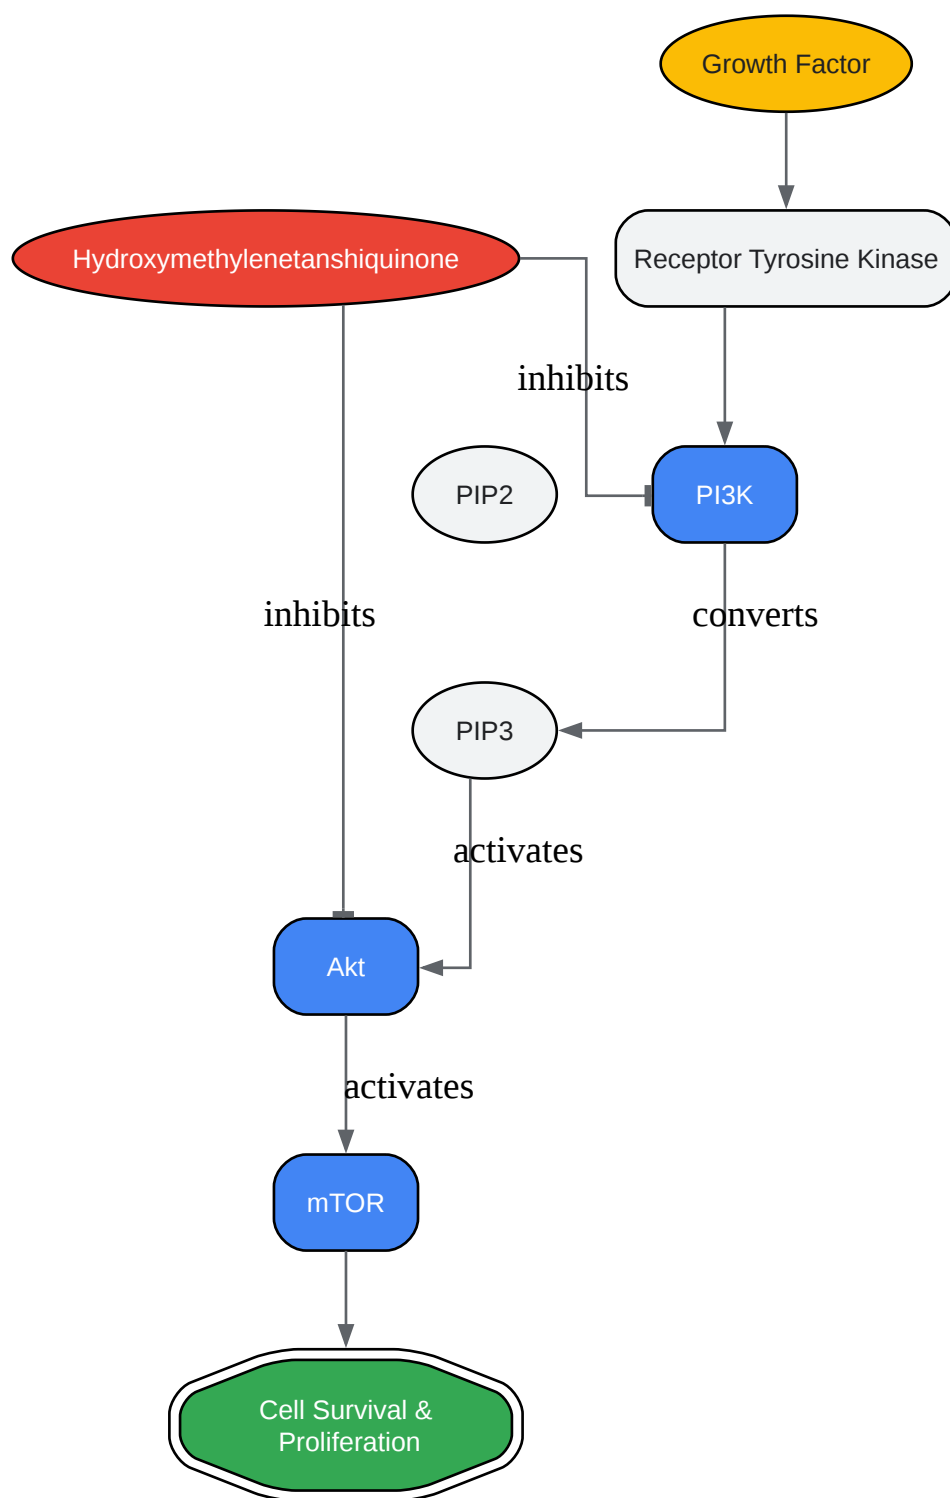 Growth Factor
Hydroxymethylenetanshiquinone
Receptor Tyrosine Kinase
inhibits
PIP2
PI3K
inhibits
converts
PIP3
activates
Akt
activates
mTOR
Cell Survival &
Proliferation